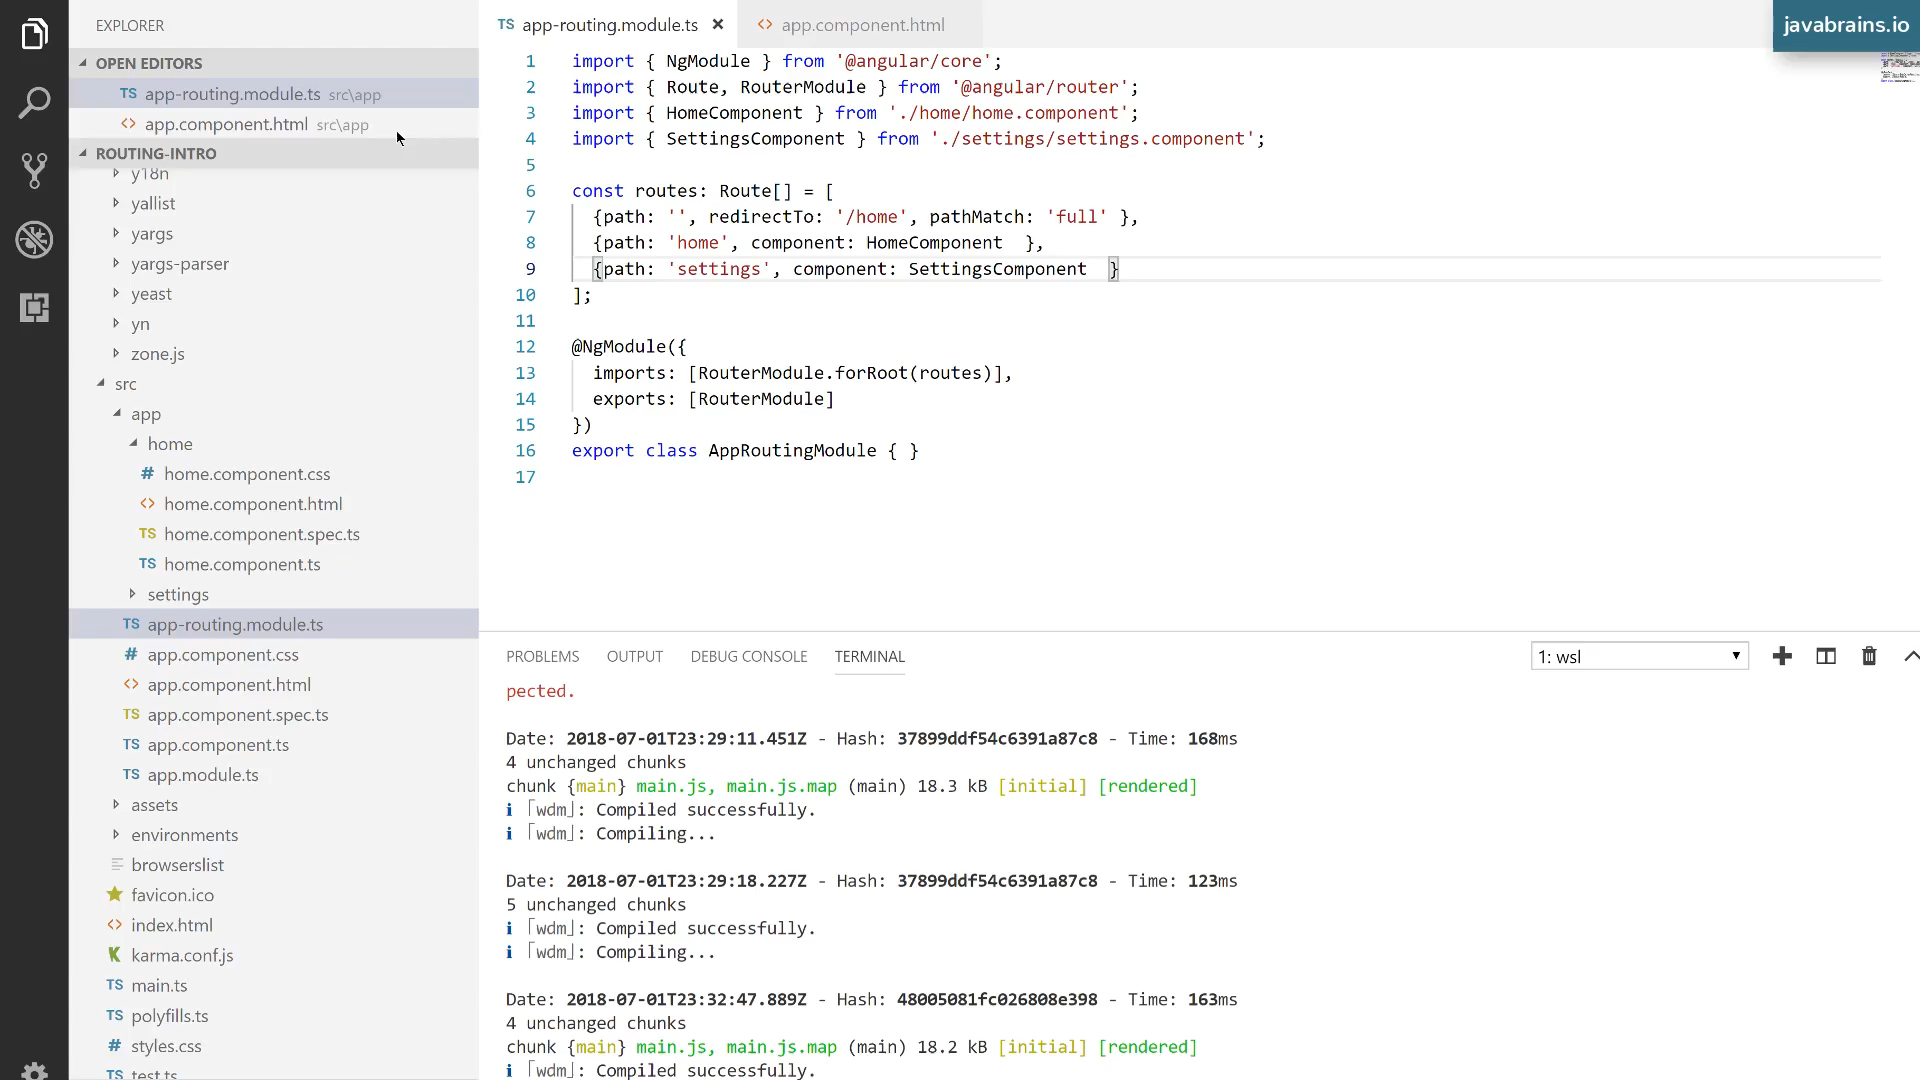 EXPLORER
OPEN EDITORS
TS app-routing.module.ts src\app
<> app.component.html src\app
ROUTING-INTRO
y18n
yallist
yargs
yargs-parser
yeast
yn
zone.js
src
app
home
# home.component.css
<> home.component.html
TS home.component.spec.ts
TS home.component.ts
settings
TS app-routing.module.ts
# app.component.css
<> app.component.html
TS app.component.spec.ts
TS app.component.ts
TS app.module.ts
assets
environments
browserslist
favicon.ico
<> index.html
K karma.conf.js
TS main.ts
TS polyfills.ts
# styles.css
TS test.ts
TS app-routing.module.ts × <> app.component.html
javabrains.io
1 import { NgModule } from '@angular/core';
2 import { Route, RouterModule } from '@angular/router';
3 import { HomeComponent } from './home/home.component';
4 import { SettingsComponent } from './settings/settings.component';
5
6 const routes: Route[] = [
7 {path: '', redirectTo: '/home', pathMatch: 'full' },
8 {path: 'home', component: HomeComponent  },
9 {path: 'settings', component: SettingsComponent  }
10 ];
11
12 @NgModule({
13 imports: [RouterModule.forRoot(routes)],
14 exports: [RouterModule]
15 })
16 export class AppRoutingModule { }
17
PROBLEMS OUTPUT DEBUG CONSOLE TERMINAL 1: wsl
pected.
Date: 2018-07-01T23:29:11.451Z - Hash: 37899ddf54c6391a87c8 - Time: 168ms
4 unchanged chunks
chunk {main} main.js, main.js.map (main) 18.3 kB [initial] [rendered]
ℹ ｢wdm｣: Compiled successfully.
ℹ ｢wdm｣: Compiling...
Date: 2018-07-01T23:29:18.227Z - Hash: 37899ddf54c6391a87c8 - Time: 123ms
5 unchanged chunks
ℹ ｢wdm｣: Compiled successfully.
ℹ ｢wdm｣: Compiling...
Date: 2018-07-01T23:32:47.889Z - Hash: 48005081fc026808e398 - Time: 163ms
4 unchanged chunks
chunk {main} main.js, main.js.map (main) 18.2 kB [initial] [rendered]
ℹ ｢wdm｣: Compiled successfully.